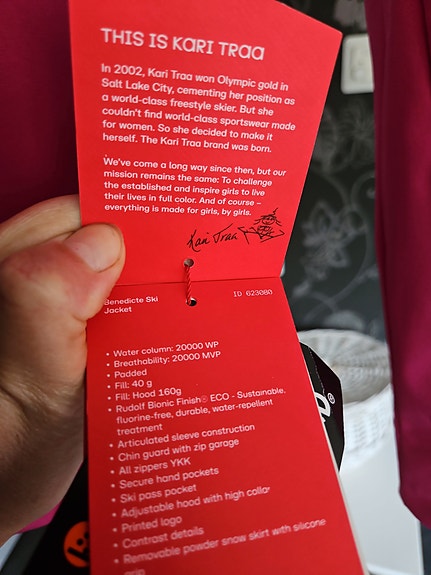 THIS IS KARI TRAA
In 2002, Kari Traa won Olympic gold in
Salt Lake City, cementing her position as
a world-class freestyle skier. But she
couldn't find world-class sportswear made
for women. So she decided to make it
herself. The Kari Traa brand was born.
We've come a long way since then, but our
mission remains the same: To challenge
the established and inspire girls to live
their lives in full color. And of course –
everything is made for girls, by girls.
Kari Traa
Benedicte Ski
Jacket
ID 623080
• Water column: 20000 WP
• Breathability: 20000 MVP
• Padded
• Fill: 40 g
• Fill: Hood 160g
• Rudolf Bionic Finish® ECO - Sustainable,
fluorine-free, durable, water-repellent
treatment
• Articulated sleeve construction
• Chin guard with zip garage
• All zippers YKK
• Secure hand pockets
• Ski pass pocket
• Adjustable hood with high collar
• Printed logo
• Contrast details
• Removable powder snow skirt with silicone
grip